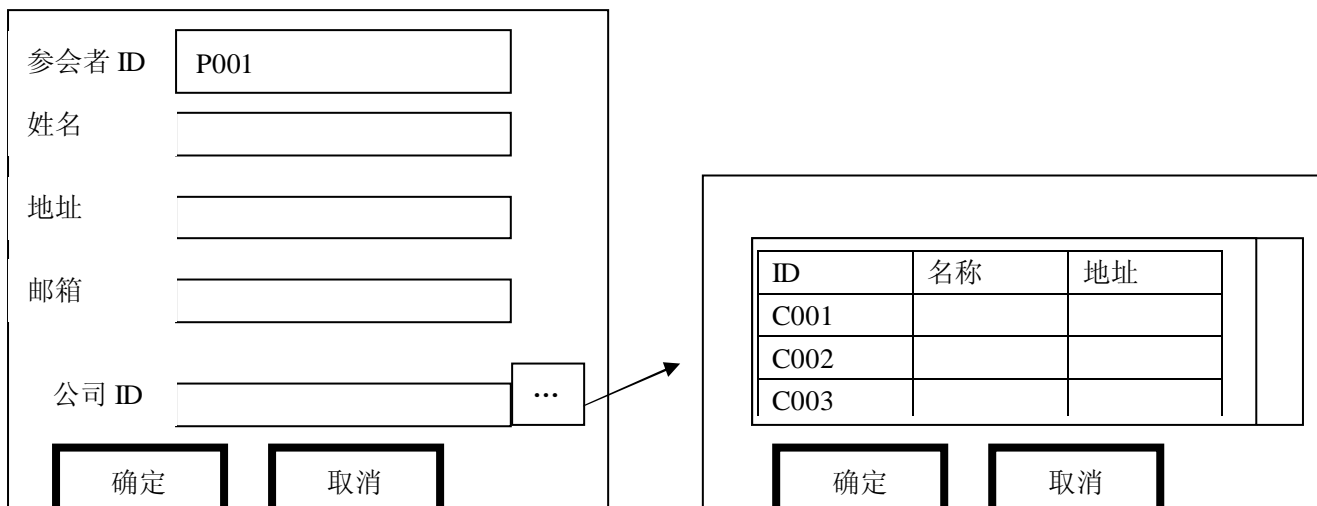 参会者 ID P001
姓名
地址
邮箱
公司 ID ...
确定 取消
ID 名称 地址
C001
C002
C003
确定 取消